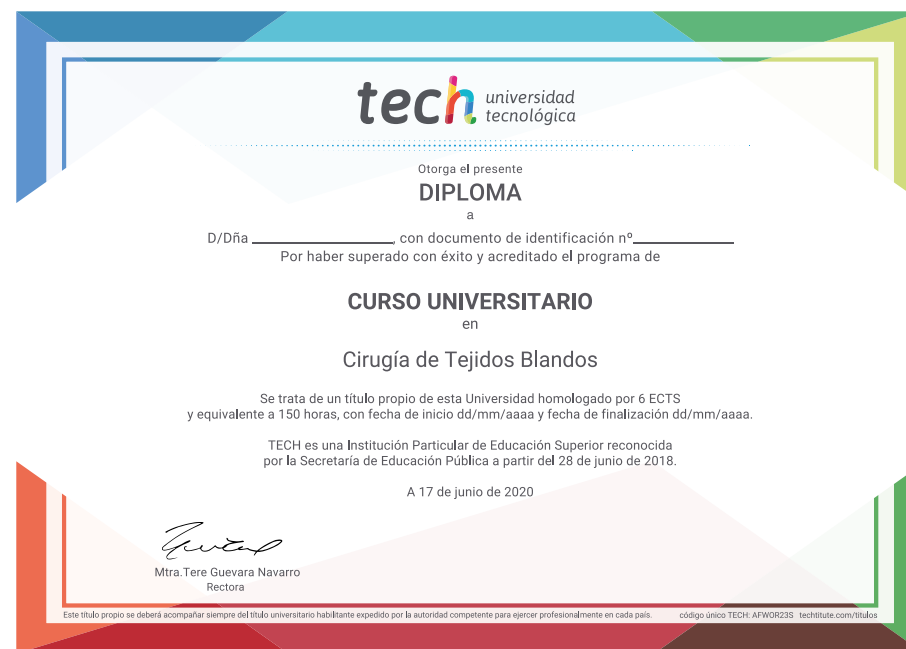 tech universidad
tecnológica
Otorga el presente
DIPLOMA
a
D/Dña ____________________, con documento de identificación nº______________
Por haber superado con éxito y acreditado el programa de
CURSO UNIVERSITARIO
en
Cirugía de Tejidos Blandos
Se trata de un título propio de esta Universidad homologado por 6 ECTS
y equivalente a 150 horas, con fecha de inicio dd/mm/aaaa y fecha de finalización dd/mm/aaaa.
TECH es una Institución Particular de Educación Superior reconocida
por la Secretaría de Educación Pública a partir del 28 de junio de 2018.
A 17 de junio de 2020
Mtra.Tere Guevara Navarro
Rectora
Este título propio se deberá acompañar siempre del título universitario habilitante expedido por la autoridad competente para ejercer profesionalmente en cada país. código único TECH: AFWOR23S techtitute.com/titulos